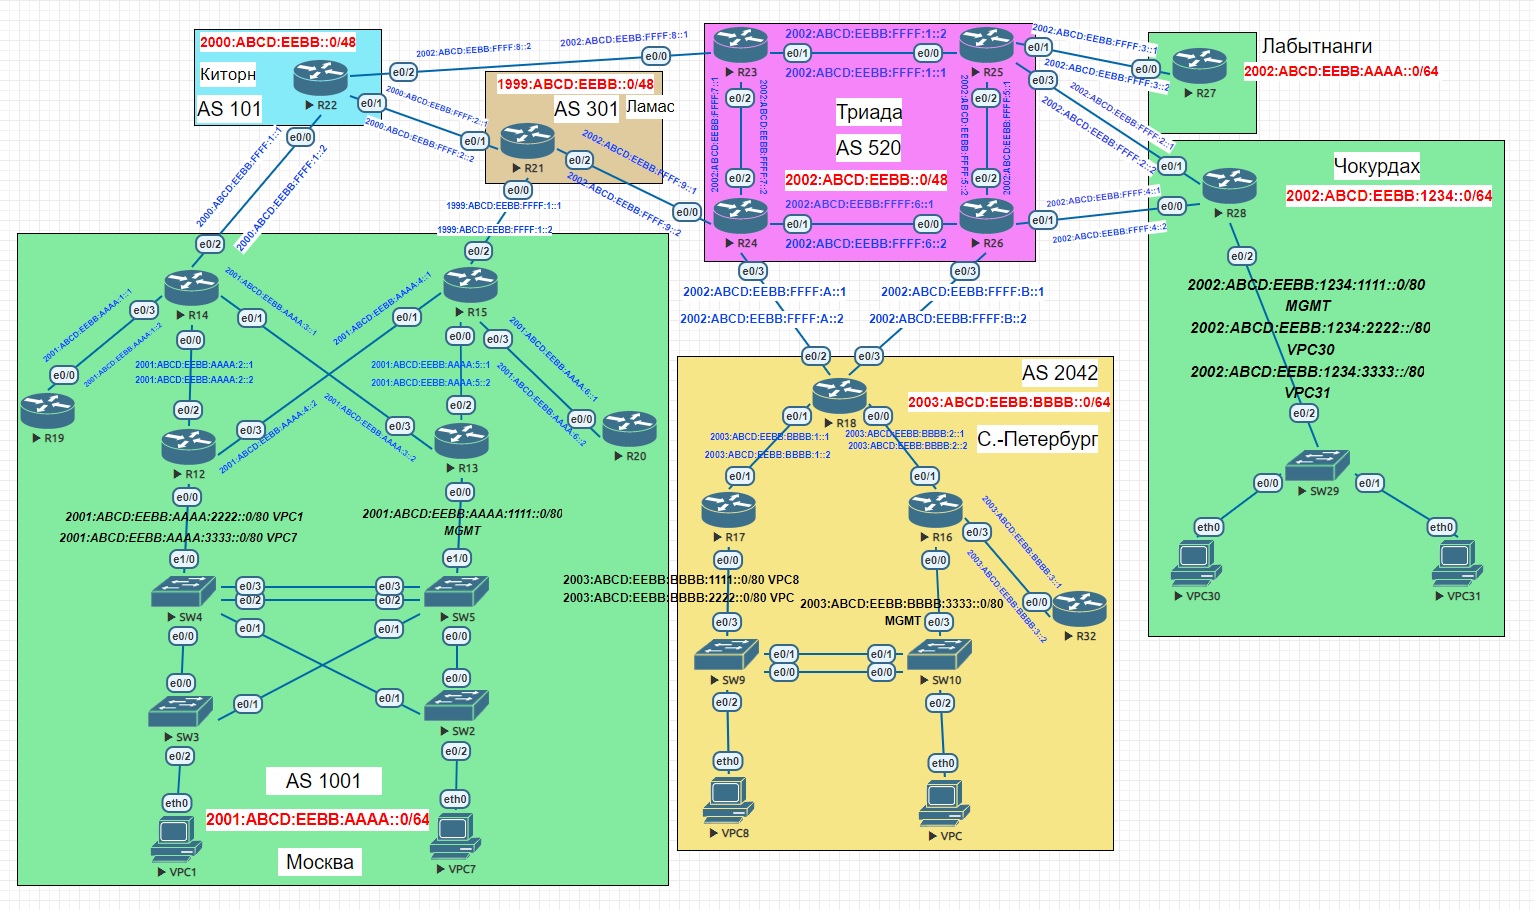 2000:ABCD:EEBB::0/48
Киторн
AS 101
R22
e0/2
e0/1
e0/0
2002:ABCD:EEBB:FFFF:8::2
2002:ABCD:EEBB:FFFF:8::1
e0/0
2000:ABCD:EEBB:FFFF:2::1
2000:ABCD:EEBB:FFFF:2::2
2000:ABCD:EEBB:FFFF:1::1
2000:ABCD:EEBB:FFFF:1::2
1999:ABCD:EEBB::0/48
AS 301
Ламас
e0/1
R21
e0/2
e0/0
2002:ABCD:EEBB:FFFF:9::1
2002:ABCD:EEBB:FFFF:9::2
1999:ABCD:EEBB:FFFF:1::1
1999:ABCD:EEBB:FFFF:1::2
R23
e0/1
2002:ABCD:EEBB:FFFF:1::2
2002:ABCD:EEBB:FFFF:1::1
e0/0
R25
e0/1
e0/3
e0/2
e0/2
2002:ABCD:EEBB:FFFF:7::1
2002:ABCD:EEBB:FFFF:7::2
2002:ABCD:EEBB:FFFF:5::1
2002:ABCD:EEBB:FFFF:5::2
Триада
AS 520
2002:ABCD:EEBB::0/48
e0/2
e0/2
e0/0
R24
e0/1
2002:ABCD:EEBB:FFFF:6::1
2002:ABCD:EEBB:FFFF:6::2
e0/0
R26
e0/1
e0/3
e0/3
2002:ABCD:EEBB:FFFF:A::1
2002:ABCD:EEBB:FFFF:A::2
2002:ABCD:EEBB:FFFF:B::1
2002:ABCD:EEBB:FFFF:B::2
2002:ABCD:EEBB:FFFF:3::1
2002:ABCD:EEBB:FFFF:3::2
e0/0
R27
Лабытнанги
2002:ABCD:EEBB:AAAA::0/64
2002:ABCD:EEBB:FFFF:2::1
2002:ABCD:EEBB:FFFF:2::2
2002:ABCD:EEBB:FFFF:4::1
2002:ABCD:EEBB:FFFF:4::2
e0/1
e0/0
R28
e0/2
Чокурдах
2002:ABCD:EEBB:1234::0/64
2002:ABCD:EEBB:1234:1111::0/80
MGMT
2002:ABCD:EEBB:1234:2222::/80
VPC30
2002:ABCD:EEBB:1234:3333::/80
VPC31
e0/2
SW29
e0/0
e0/1
eth0
eth0
VPC30
VPC31
e0/2
R14
e0/3
e0/1
e0/0
2001:ABCD:EEBB:AAAA:1::1
2001:ABCD:EEBB:AAAA:1::2
2001:ABCD:EEBB:AAAA:3::1
2001:ABCD:EEBB:AAAA:3::2
e0/2
R15
e0/1
e0/0
e0/3
2001:ABCD:EEBB:AAAA:4::1
2001:ABCD:EEBB:AAAA:4::2
2001:ABCD:EEBB:AAAA:2::1
2001:ABCD:EEBB:AAAA:2::2
2001:ABCD:EEBB:AAAA:5::1
2001:ABCD:EEBB:AAAA:5::2
2001:ABCD:EEBB:AAAA:6::1
2001:ABCD:EEBB:AAAA:6::2
e0/0
R19
e0/0
R20
e0/2
e0/3
R12
e0/0
e0/3
e0/2
R13
e0/0
2001:ABCD:EEBB:AAAA:2222::0/80 VPC1
2001:ABCD:EEBB:AAAA:3333::0/80 VPC7
2001:ABCD:EEBB:AAAA:1111::0/80
MGMT
e1/0
e1/0
SW4
e0/3
e0/2
e0/3
e0/2
SW5
e0/0
e0/1
e0/1
e0/0
e0/0
e0/1
e0/1
e0/0
SW3
SW2
e0/2
e0/2
eth0
eth0
VPC1
VPC7
AS 1001
2001:ABCD:EEBB:AAAA::0/64
Москва
e0/2
e0/3
R18
e0/1
e0/0
AS 2042
2003:ABCD:EEBB:BBBB::0/64
С.-Петербург
2003:ABCD:EEBB:BBBB:1::1
2003:ABCD:EEBB:BBBB:1::2
2003:ABCD:EEBB:BBBB:2::1
2003:ABCD:EEBB:BBBB:2::2
e0/1
R17
e0/0
e0/1
R16
e0/3
e0/0
2003:ABCD:EEBB:BBBB:3::1
2003:ABCD:EEBB:BBBB:3::2
e0/0
R32
2003:ABCD:EEBB:BBBB:1111::0/80 VPC8
2003:ABCD:EEBB:BBBB:2222::0/80 VPC
2003:ABCD:EEBB:BBBB:3333::0/80
MGMT
e0/3
e0/3
SW9
e0/1
e0/0
e0/1
e0/0
SW10
e0/2
e0/2
eth0
eth0
VPC8
VPC